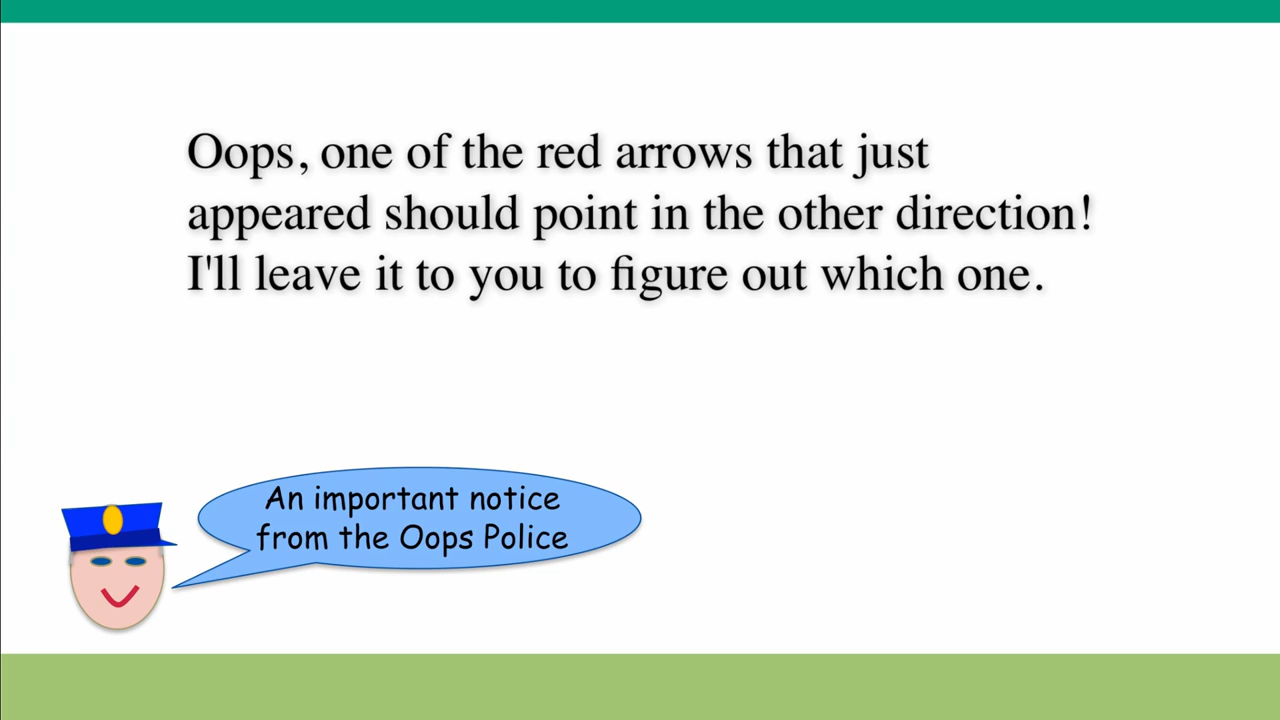 Oops, one of the red arrows that just
appeared should point in the other direction!
I'll leave it to you to figure out which one.
An important notice
from the Oops Police